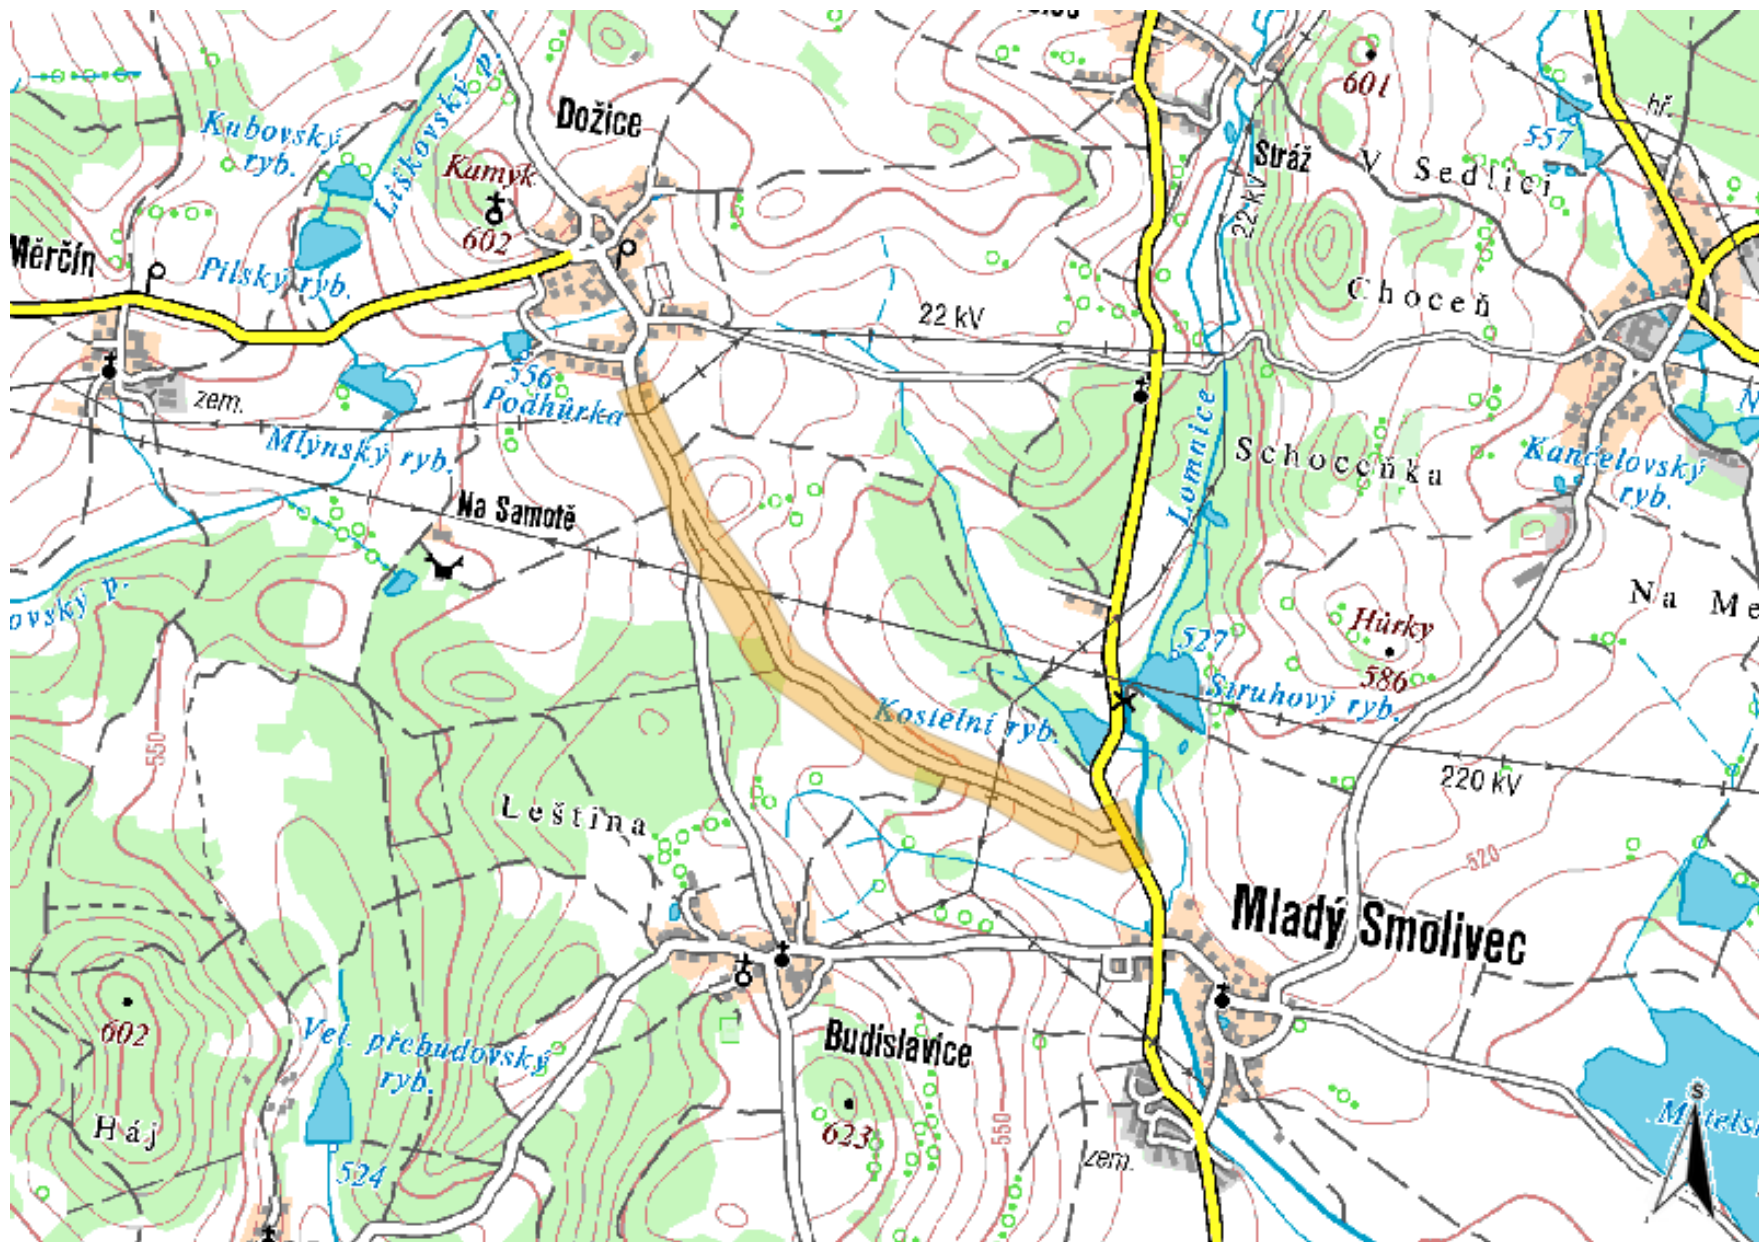 601
hř.
Dožice
Kubovský
ryb.
Liškovský p.
557
Stráž
V Sedlici
Kamýk
602
22 kV
Měrčín
Pilský ryb.
Choceň
22 kV
556
Podhůrka
zem.
Mlýnský ryb.
Lomnice
Schoceňka
Kancelovský
ryb.
Na Samotě
ovský p.
Na Me
Hůrky
586
527
Struhový ryb.
Kostelní ryb.
550
220 kV
Leština
520
Mladý Smolivec
602
Vel. přebudovský
ryb.
Budislavice
Háj
623
550
zem.
524
S